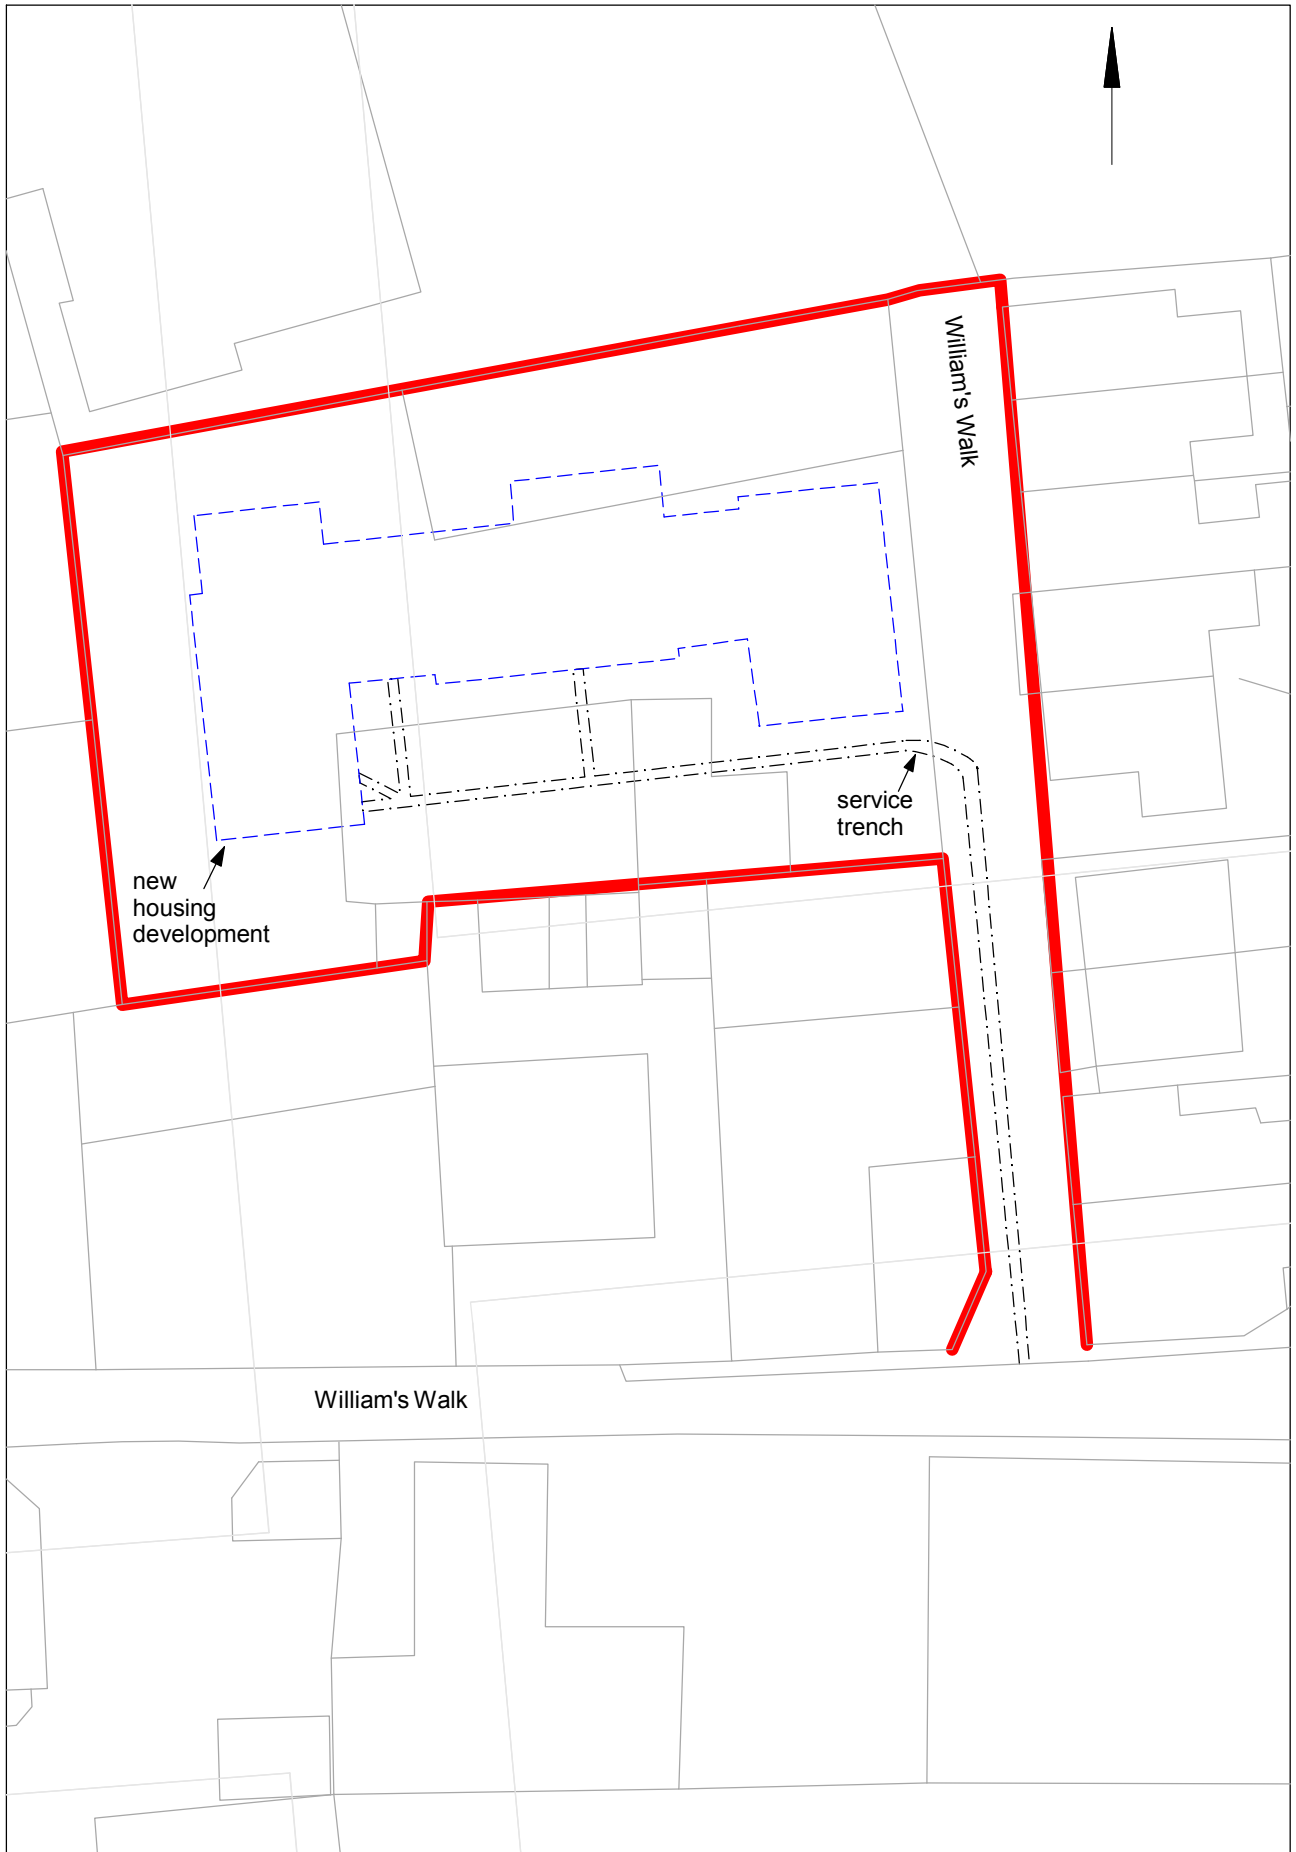 William's Walk
service
trench
new
housing
development
William's Walk